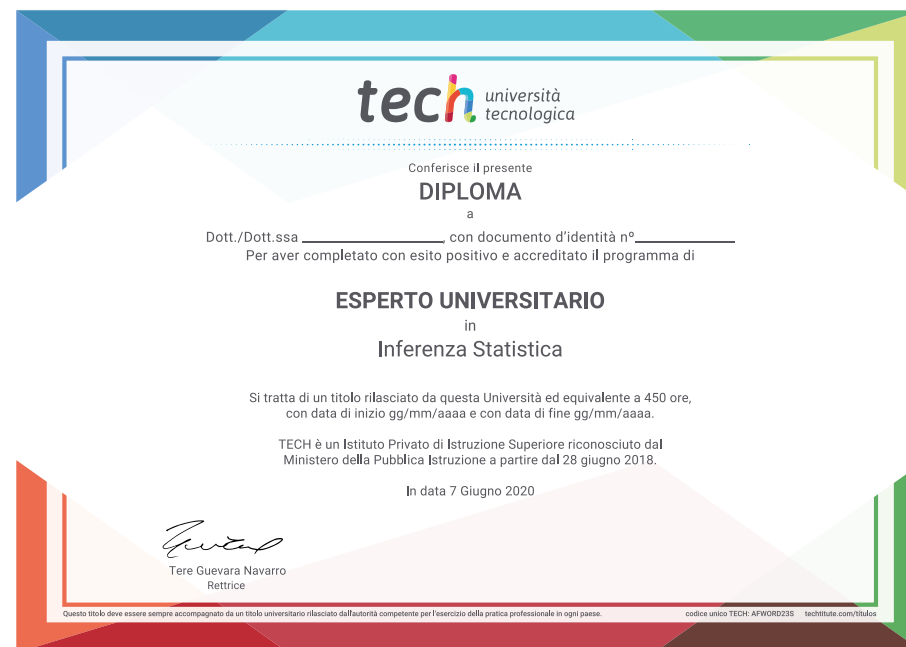 tech università
tecnologica
Conferisce il presente
DIPLOMA
a
Dott./Dott.ssa ________________, con documento d'identità nº____________
Per aver completato con esito positivo e accreditato il programma di
ESPERTO UNIVERSITARIO
in
Inferenza Statistica
Si tratta di un titolo rilasciato da questa Università ed equivalente a 450 ore,
con data di inizio gg/mm/aaaa e con data di fine gg/mm/aaaa.
TECH è un Istituto Privato di Istruzione Superiore riconosciuto dal
Ministero della Pubblica Istruzione a partire dal 28 giugno 2018.
In data 7 Giugno 2020
Tere Guevara Navarro
Rettrice
Questo titolo deve essere sempre accompagnato da un titolo universitario rilasciato dall'autorità competente per l'esercizio della pratica professionale in ogni paese. codice unico TECH: AFWORD23S techtitute.com/títulos